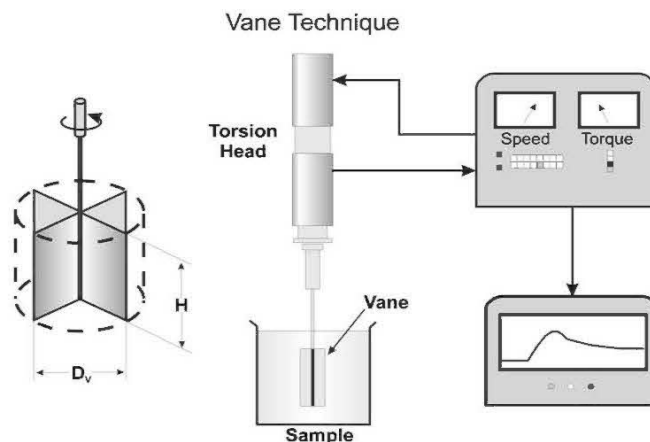 Vane Technique
Torsion
Head
Speed
Torque
H
Vane
Dv
Sample